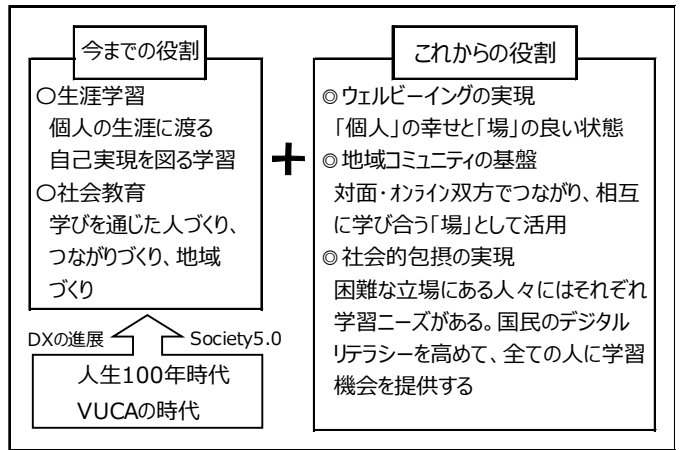 今までの役割
○生涯学習
個人の生涯に渡る
自己実現を図る学習
○社会教育
学びを通じた人づくり、
つながりづくり、地域
づくり
DXの進展
Society5.0
人生100年時代
VUCAの時代
+
これからの役割
◎ウェルビーイングの実現
「個人」の幸せと「場」の良い状態
◎地域コミュニティの基盤
対面・オンライン双方でつながり、相互
に学び合う「場」として活用
◎社会的包摂の実現
困難な立場にある人々にはそれぞれ
学習ニーズがある。国民のデジタル
リテラシーを高めて、全ての人に学習
機会を提供する